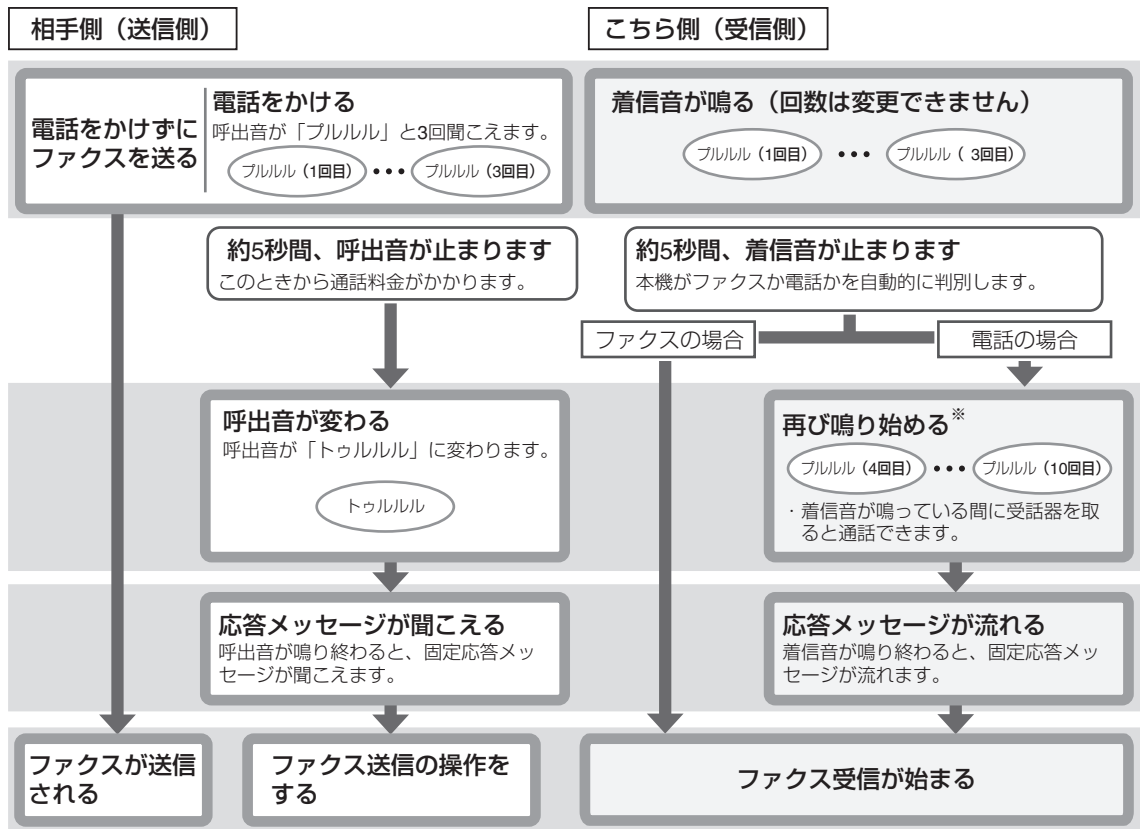 相手側（送信側）
こちら側（受信側）
電話をかけずに
ファクスを送る
電話をかける
呼出音が「プルルル」と3回聞こえます。
プルルル（1回目）・・・プルルル（3回目）
着信音が鳴る（回数は変更できません）
プルルル（1回目）・・・プルルル（ 3回目）
約5秒間、呼出音が止まります
このときから通話料金がかかります。
約5秒間、着信音が止まります
本機がファクスか電話かを自動的に判別します。
ファクスの場合
電話の場合
呼出音が変わる
呼出音が「トゥルルル」に変わります。
トゥルルル
再び鳴り始める※
プルルル（4回目）・・・プルルル（10回目）
・着信音が鳴っている間に受話器を取
ると通話できます。
応答メッセージが聞こえる
呼出音が鳴り終わると、固定応答メッ
セージが聞こえます。
応答メッセージが流れる
着信音が鳴り終わると、固定応答メッ
セージが流れます。
ファクスが送信
される
ファクス送信の操作を
する
ファクス受信が始まる